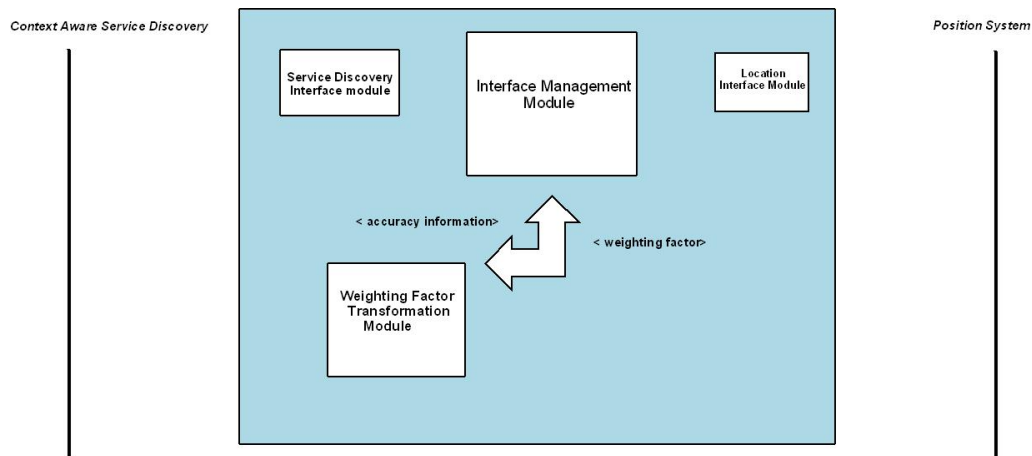 Context Aware Service Discovery
Position System
Service Discovery
Interface module
Interface Management
Module
Location
Interface Module
< accuracy information>
< weighting factor>
Weighting Factor
Transformation
Module